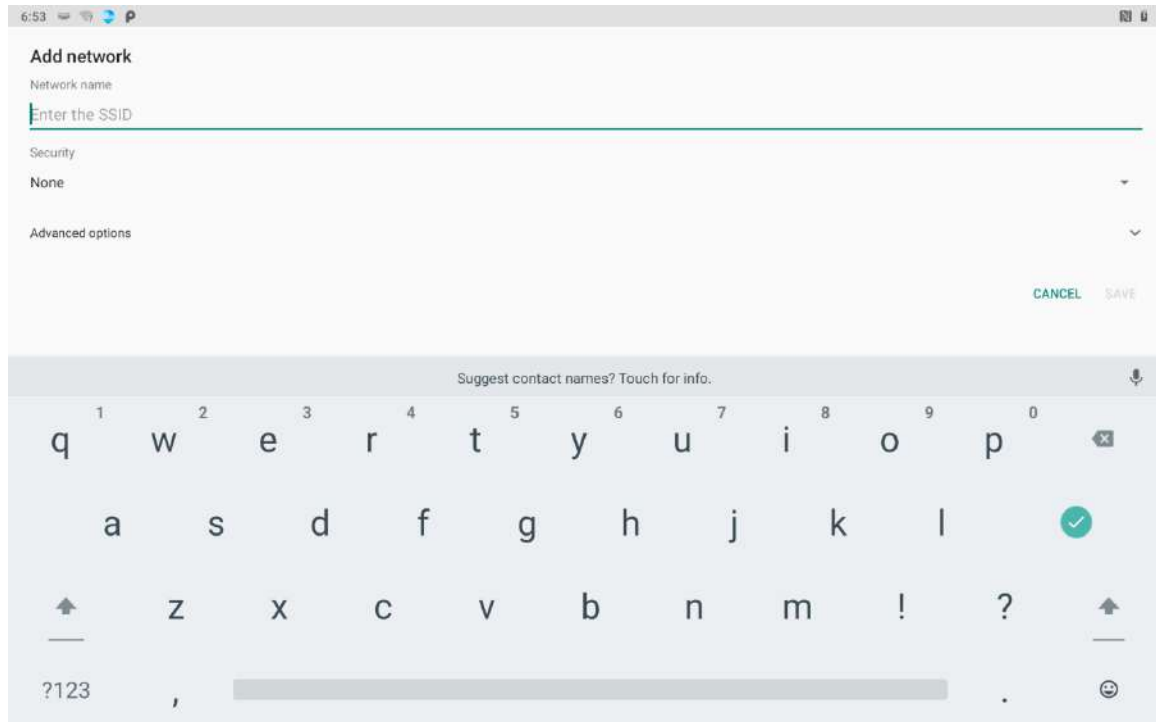 6:53
Add network
Network name
Enter the SSID
Security
None
Advanced options
CANCEL SAVE
Suggest contact names? Touch for info.
1 2 3 4 5 6 7 8 9 0
q w e r t y u i o p
a s d f g h j k l
z x c v b n m ! ?
?123 , .